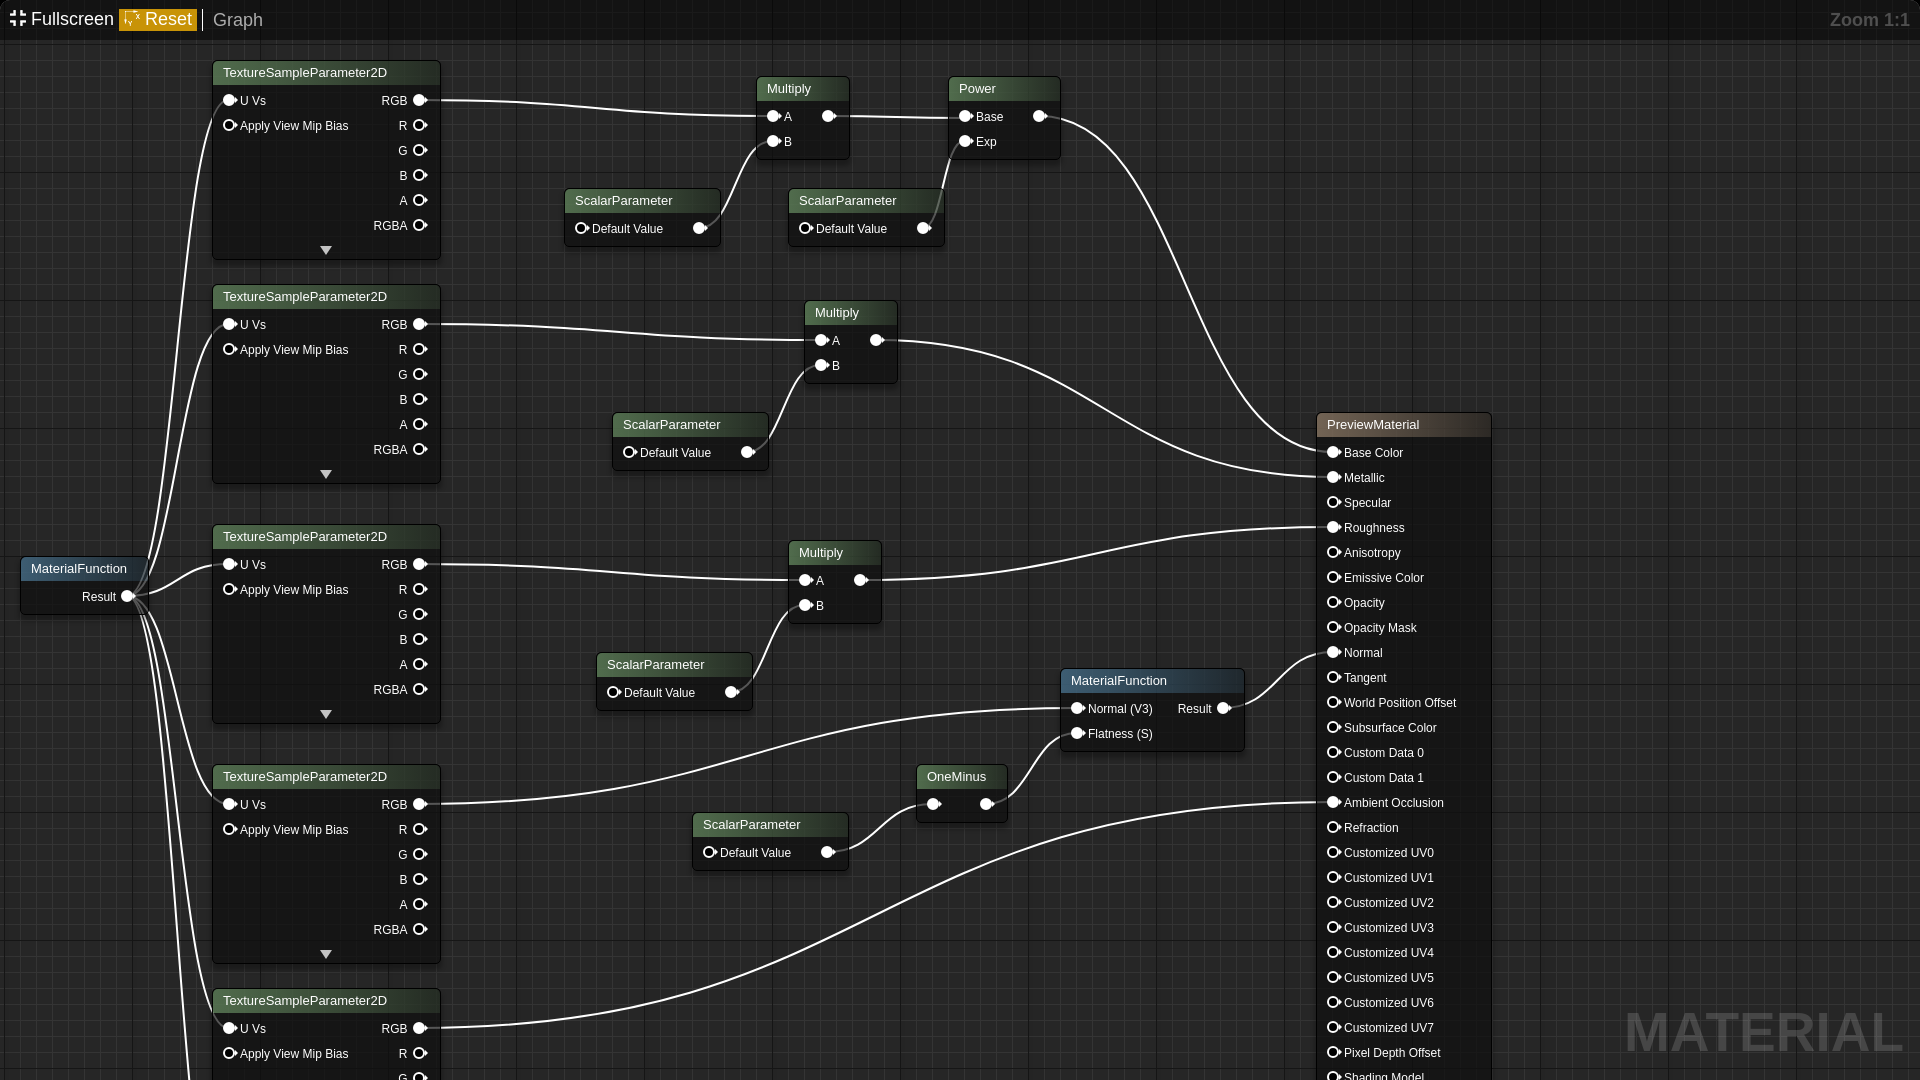 Fullscreen Reset Graph Zoom 1:1
TextureSampleParameter2D
U Vs RGB
Apply View Mip Bias R
G
B
A
RGBA
Multiply
A
B
Power
Base
Exp
ScalarParameter
Default Value
ScalarParameter
Default Value
TextureSampleParameter2D
U Vs RGB
Apply View Mip Bias R
G
B
A
RGBA
Multiply
A
B
ScalarParameter
Default Value
MaterialFunction
Result
TextureSampleParameter2D
U Vs RGB
Apply View Mip Bias R
G
B
A
RGBA
Multiply
A
B
ScalarParameter
Default Value
MaterialFunction
Normal (V3) Result
Flatness (S)
TextureSampleParameter2D
U Vs RGB
Apply View Mip Bias R
G
B
A
RGBA
OneMinus
ScalarParameter
Default Value
TextureSampleParameter2D
U Vs RGB
Apply View Mip Bias R
G
PreviewMaterial
Base Color
Metallic
Specular
Roughness
Anisotropy
Emissive Color
Opacity
Opacity Mask
Normal
Tangent
World Position Offset
Subsurface Color
Custom Data 0
Custom Data 1
Ambient Occlusion
Refraction
Customized UV0
Customized UV1
Customized UV2
Customized UV3
Customized UV4
Customized UV5
Customized UV6
Customized UV7
Pixel Depth Offset
Shading Model
MATERIAL